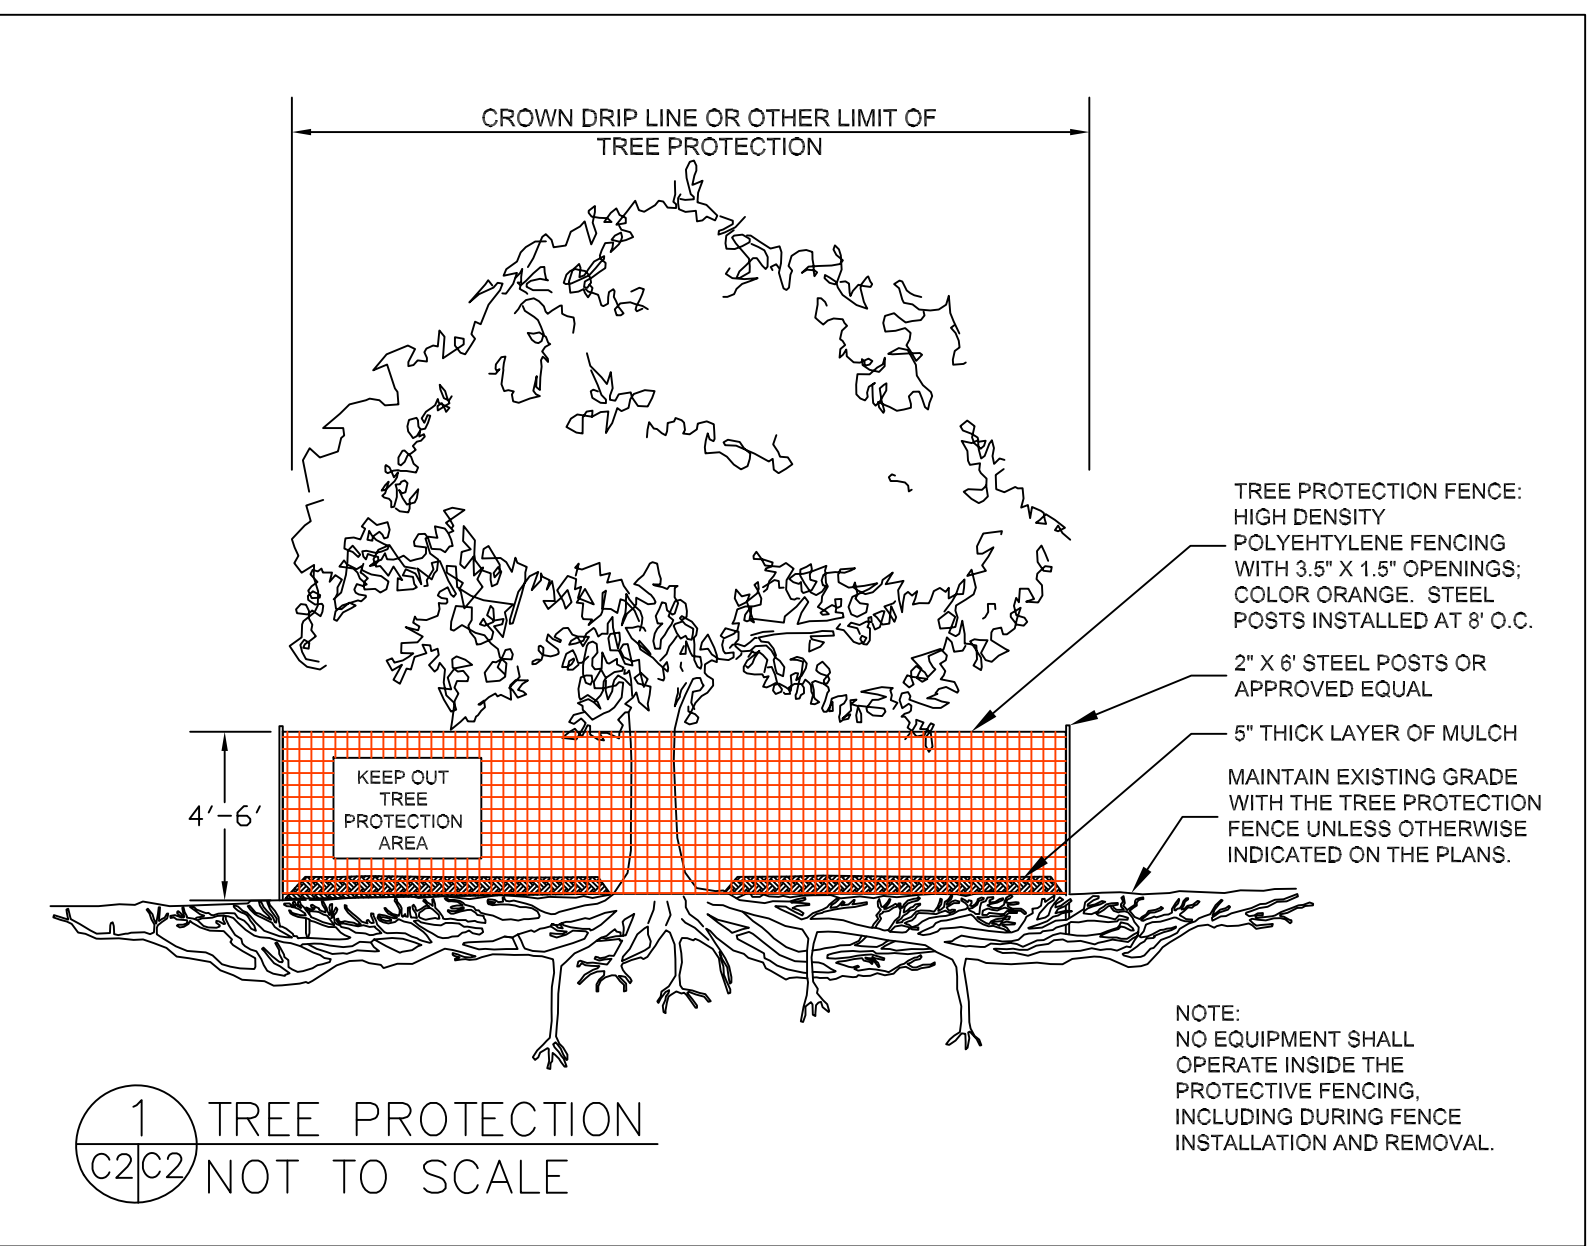 CROWN DRIP LINE OR OTHER LIMIT OF
TREE PROTECTION
TREE PROTECTION FENCE:
HIGH DENSITY
POLYEHTYLENE FENCING
WITH 3.5" X 1.5" OPENINGS;
COLOR ORANGE. STEEL
POSTS INSTALLED AT 8' O.C.
2" X 6' STEEL POSTS OR
APPROVED EQUAL
5" THICK LAYER OF MULCH
MAINTAIN EXISTING GRADE
WITH THE TREE PROTECTION
FENCE UNLESS OTHERWISE
INDICATED ON THE PLANS.
KEEP OUT
TREE
PROTECTION
AREA
4'-6'
NOTE:
NO EQUIPMENT SHALL
OPERATE INSIDE THE
PROTECTIVE FENCING,
INCLUDING DURING FENCE
INSTALLATION AND REMOVAL.
1
C2 C2
TREE PROTECTION
NOT TO SCALE